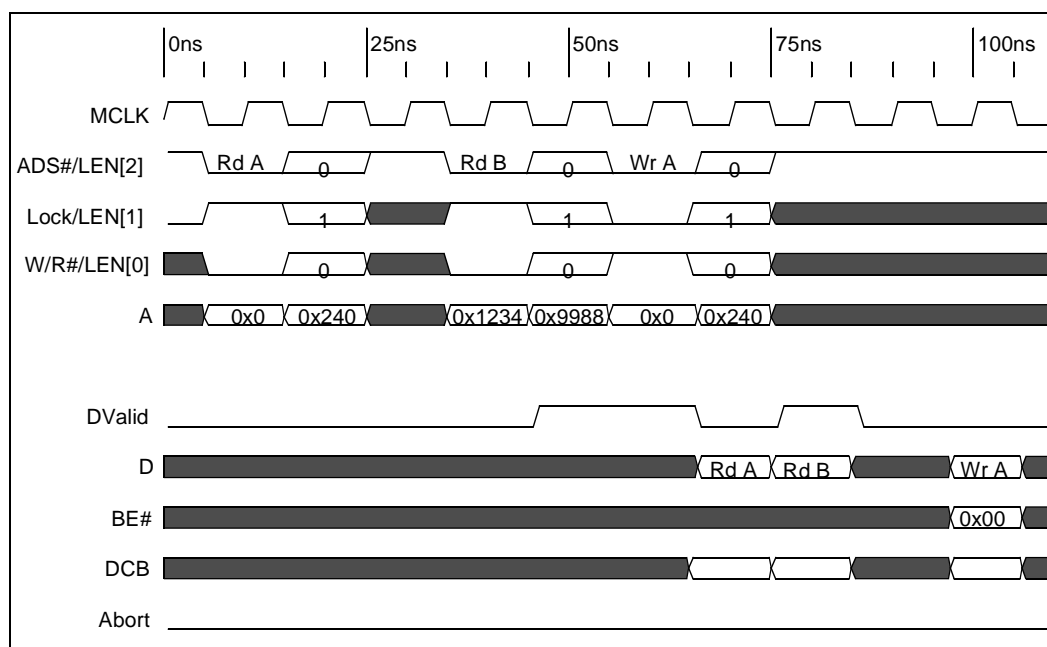 0ns 25ns 50ns 75ns 100ns
MCLK
ADS#/LEN[2] Rd A 0 Rd B 0 Wr A 0
Lock/LEN[1] 1 1 1
W/R#/LEN[0] 0 0 0
A 0x0 0x240 0x1234 0x9988 0x0 0x240
DValid
D Rd A Rd B Wr A
BE# 0x00
DCB
Abort